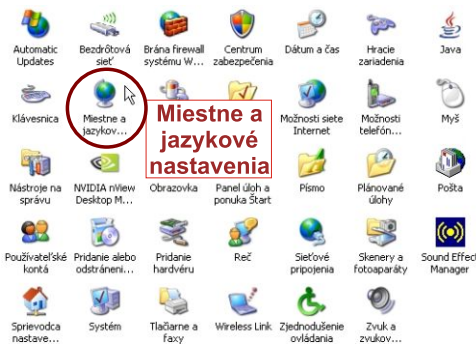 Automatic
Updates
Bezdrôtová
sieť
Brána firewall
systému W...
Centrum
zabezpečenia
Dátum a čas
Hracie
zariadenia
Java
Klávesnica
Miestne a
jazykov...
Miestne a
jazykové
nastavenia
Možnosti siete
Internet
Možnosti
telefón...
Myš
Nástroje na
správu
NVIDIA nView
Desktop M...
Obrazovka
Panel úloh a
ponuka Štart
Písmo
Plánované
úlohy
Pošta
Používateľské
kontá
Pridanie alebo
odstráneni...
Pridanie
hardvéru
Reč
Sieťové
pripojenia
Skenery a
fotoaparáty
Sound Effect
Manager
Sprievodca
nastave...
Systém
Tlačiarne a
faxy
Wireless Link
Zjednodušenie
ovládania
Zvuk a
zvukov...